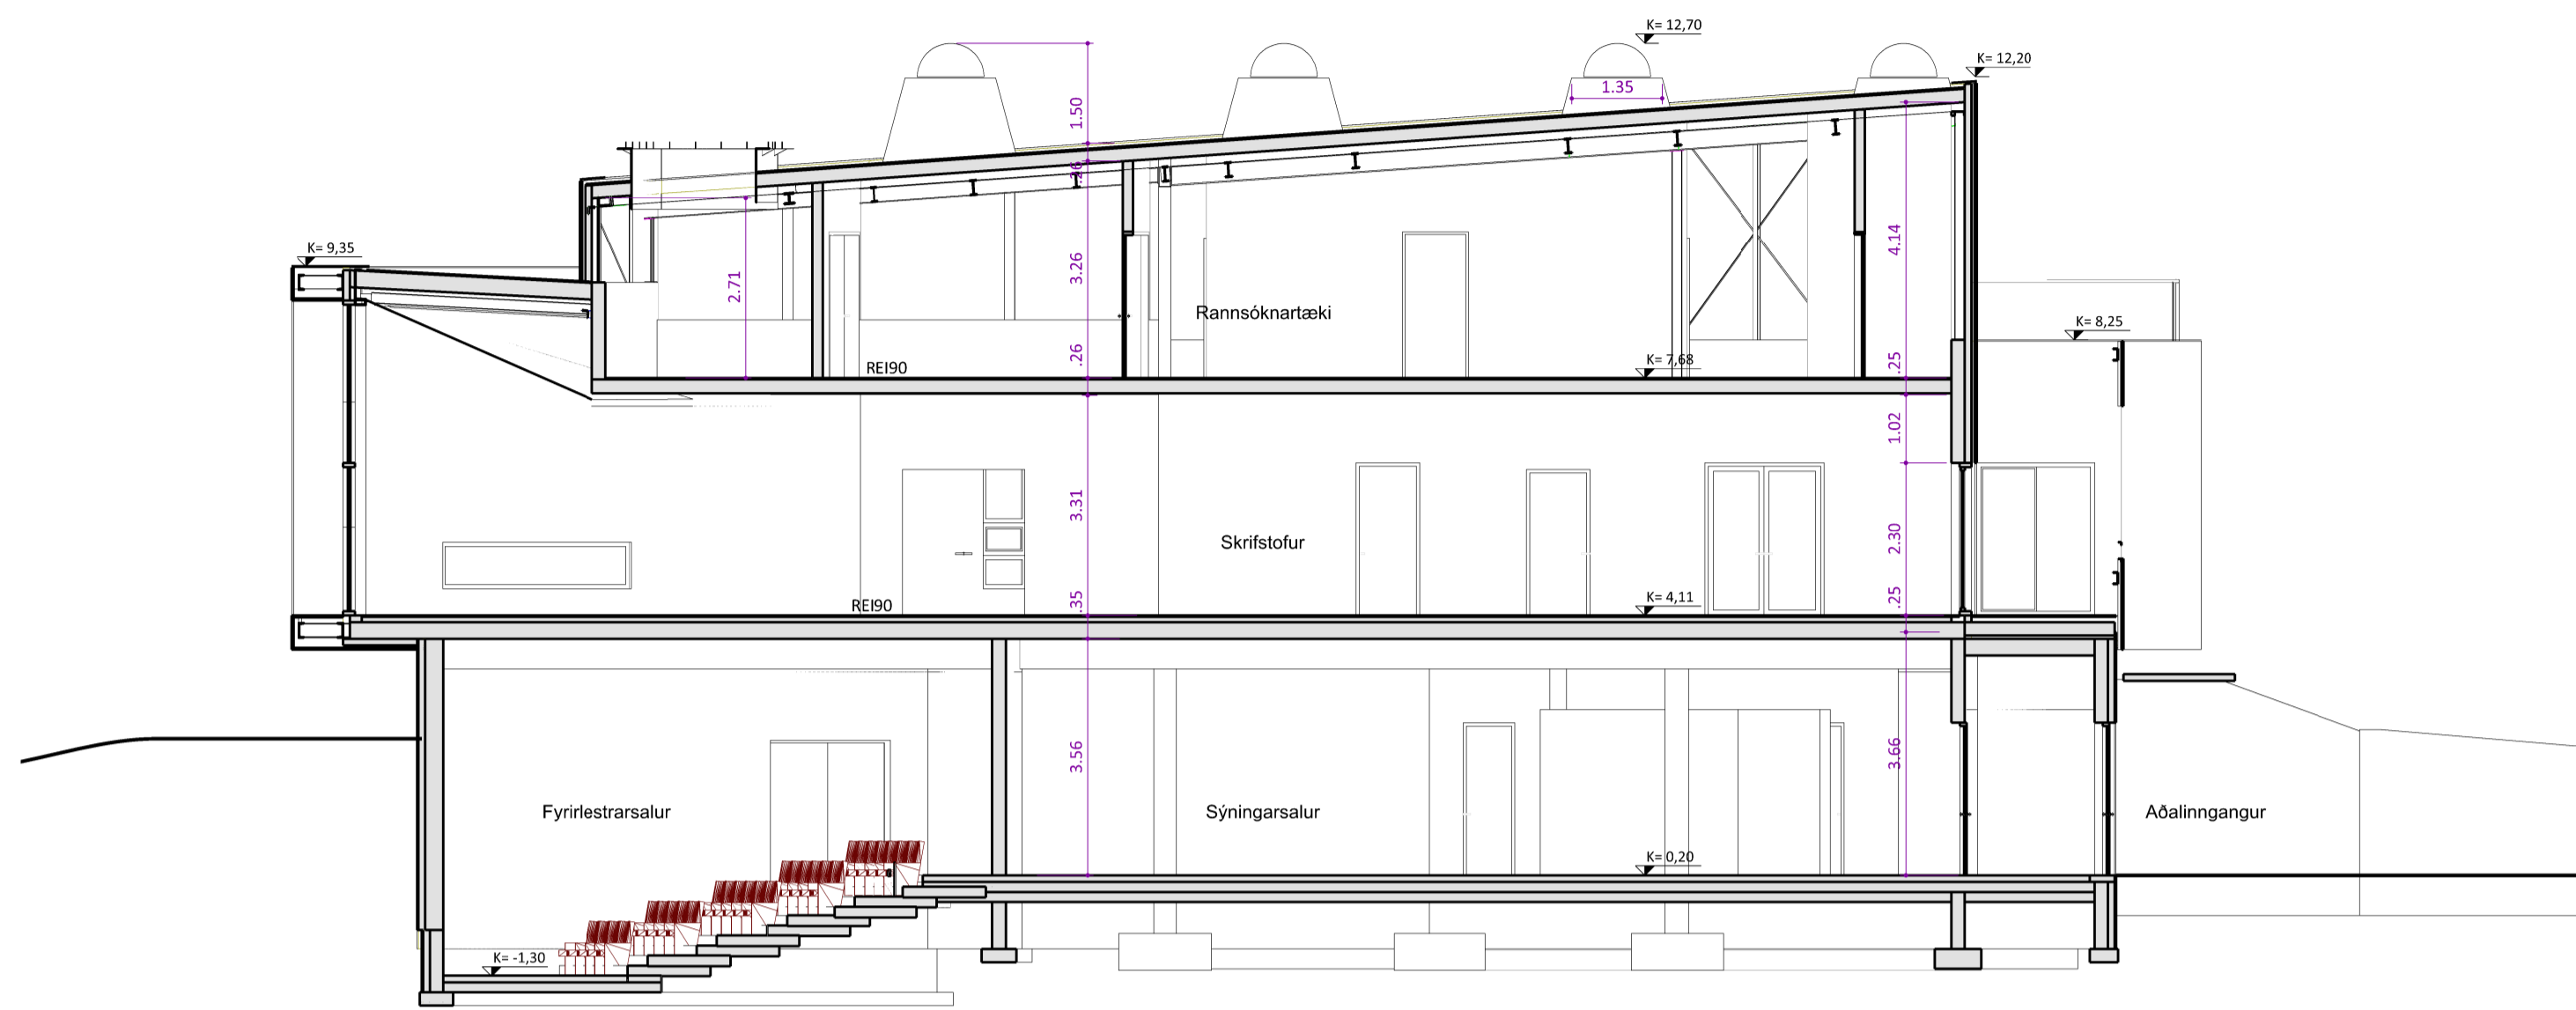 K= 12,70
K= 12,20
1.35
1.50
.26
K= 9,35
4.14
3.26
2.71
Rannsóknartæki
K= 8,25
REI90
.26
K= 7,68
.25
1.02
3.31
Skrifstofur
2.30
REI90
.35
K= 4,11
.25
3.56
3.66
Fyrirlestrarsalur
Sýningarsalur
Aðalinngangur
K= 0,20
K= -1,30